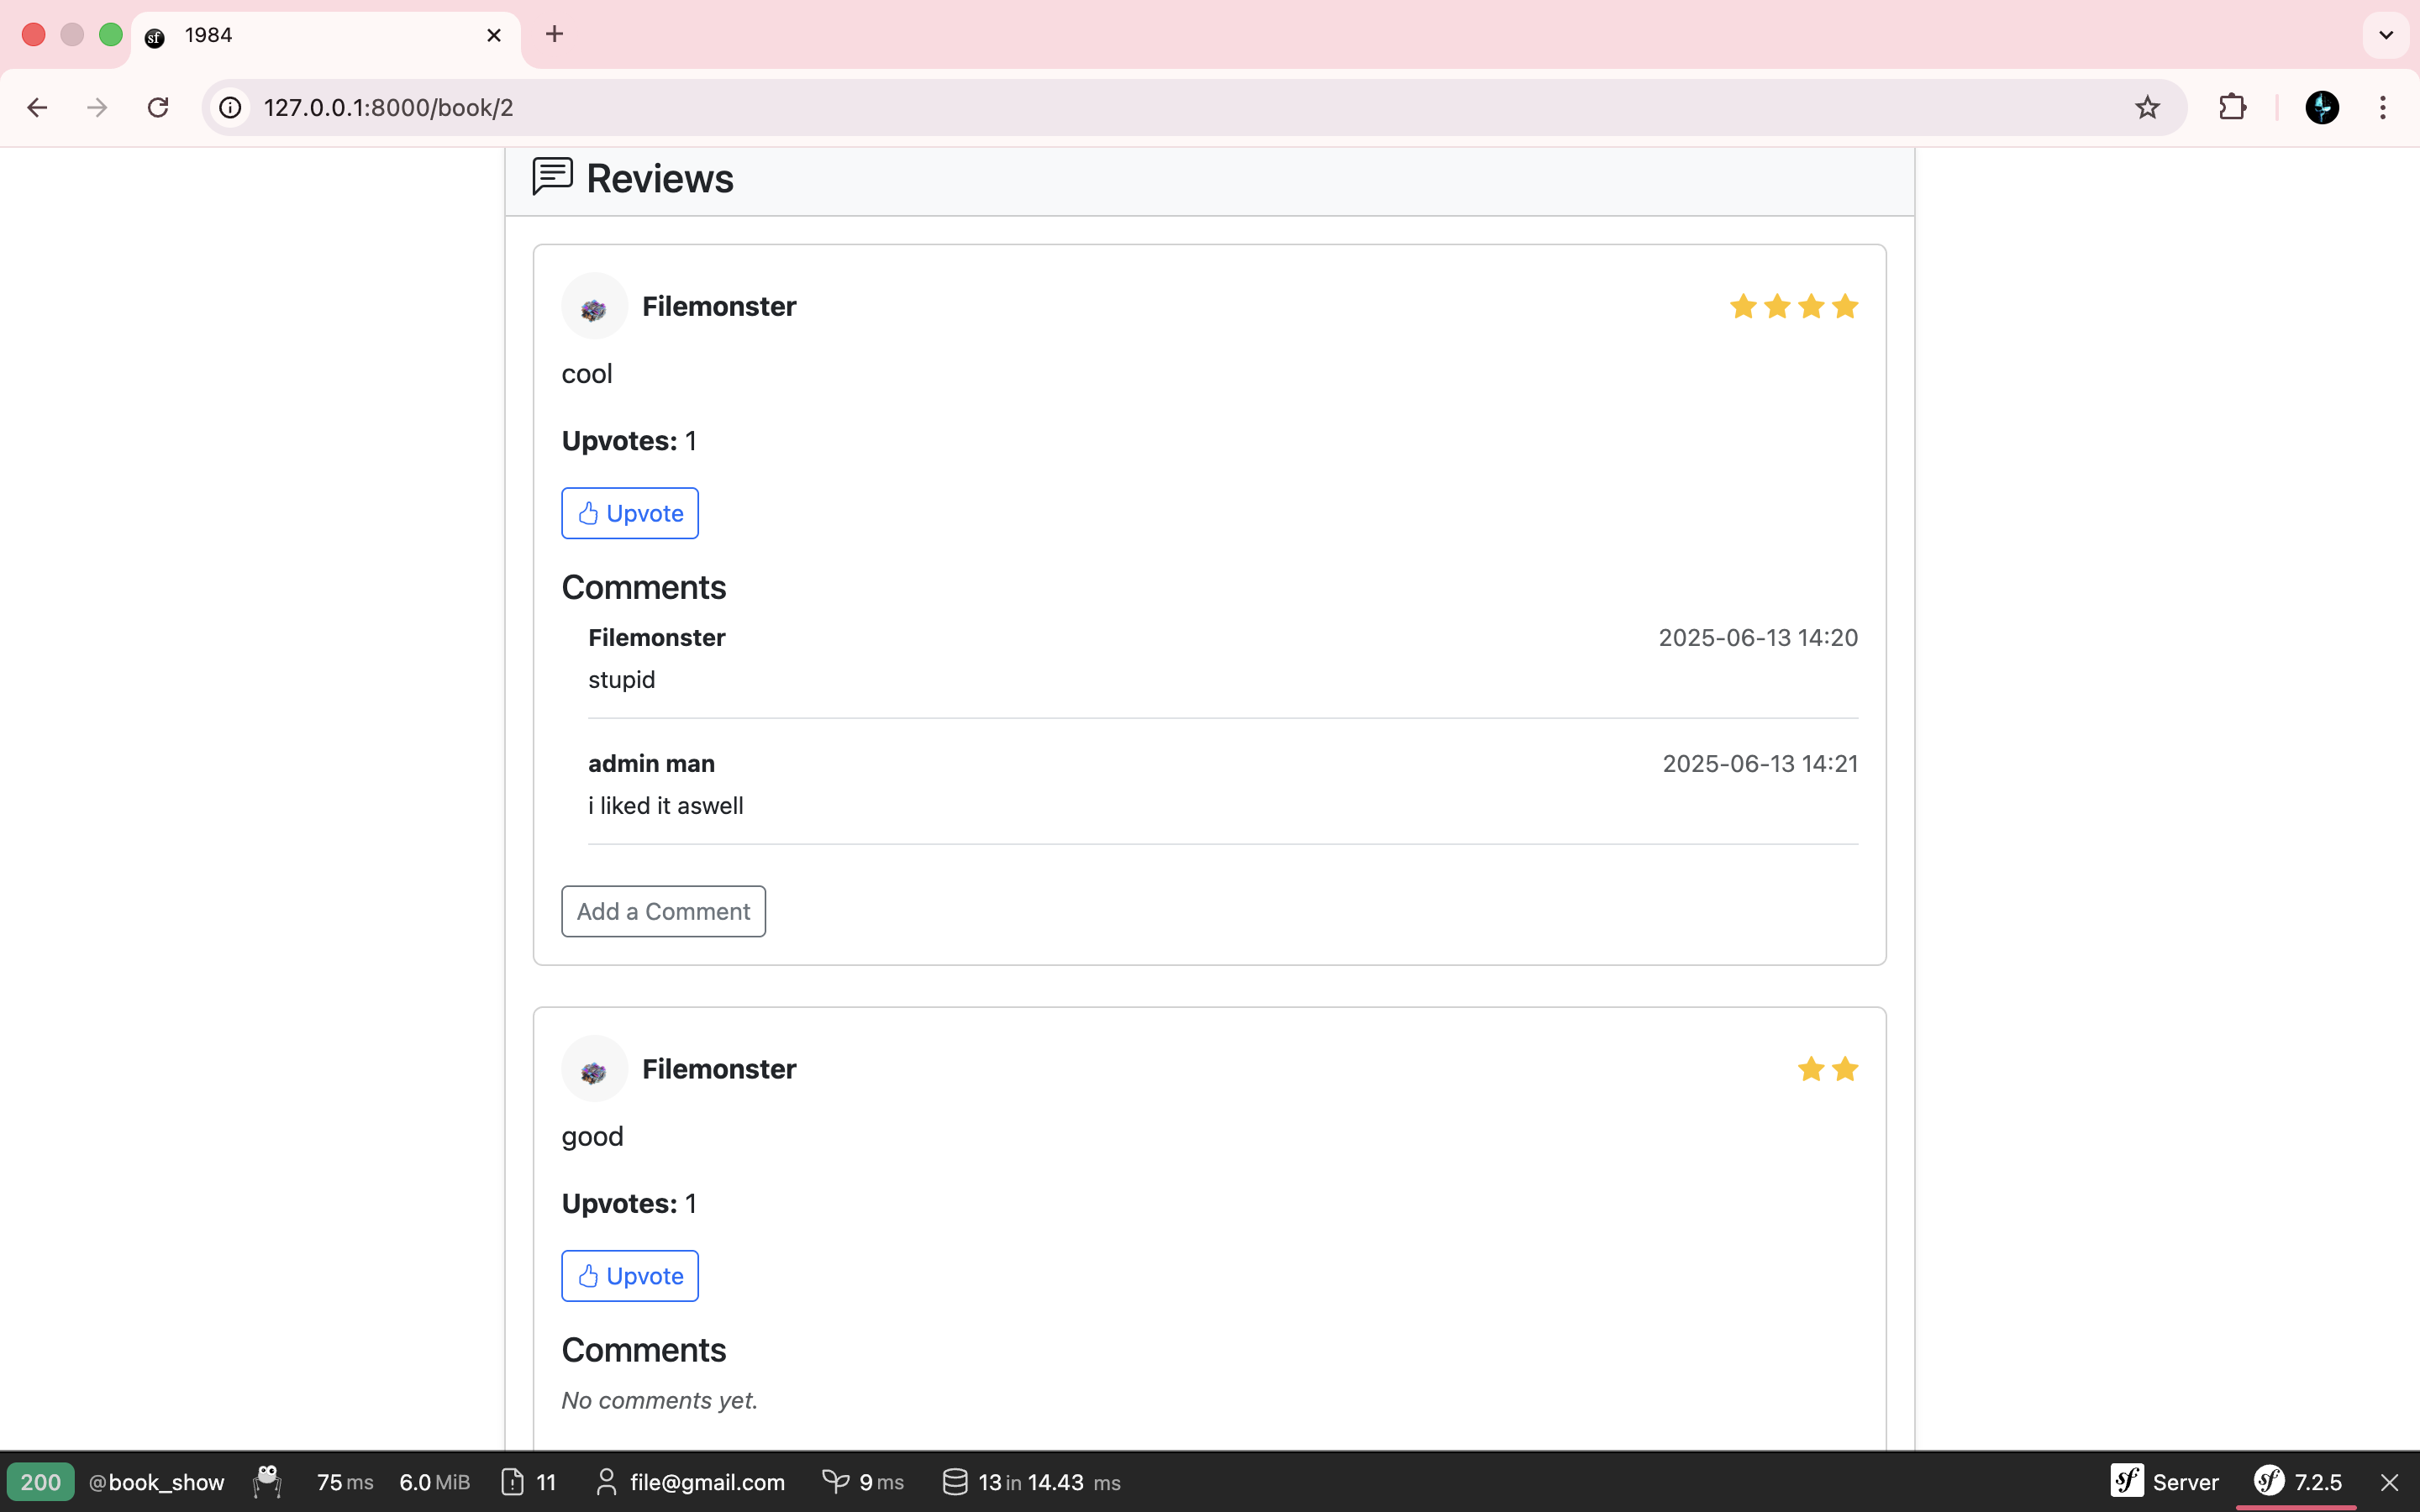 1984
127.0.0.1:8000/book/2
Reviews
Filemonster
cool
Upvotes: 1
Upvote
Comments
Filemonster 2025-06-13 14:20
stupid
admin man 2025-06-13 14:21
i liked it aswell
Add a Comment
Filemonster
good
Upvotes: 1
Upvote
Comments
No comments yet.
200 @book_show 75 ms 6.0 MiB 11 file@gmail.com 9 ms 13 in 14.43 ms sf Server sf 7.2.5